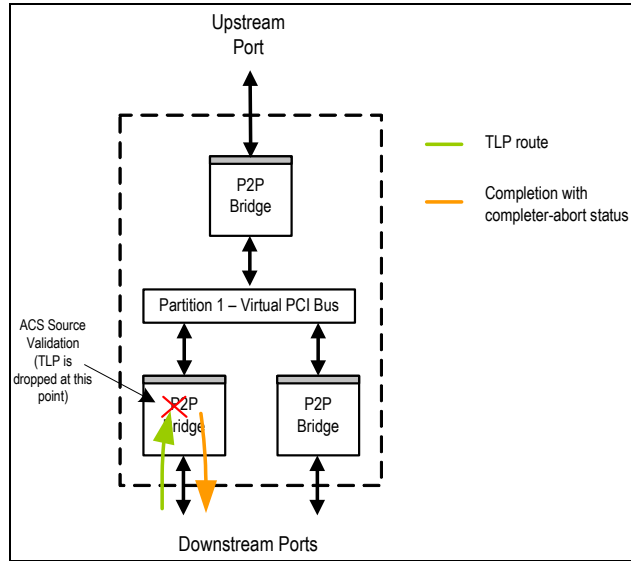 Upstream
Port
TLP route
Completion with
completer-abort status
P2P
Bridge
Partition 1 – Virtual PCI Bus
ACS Source
Validation
(TLP is
dropped at this
point)
P2P
Bridge
P2P
Bridge
Downstream Ports